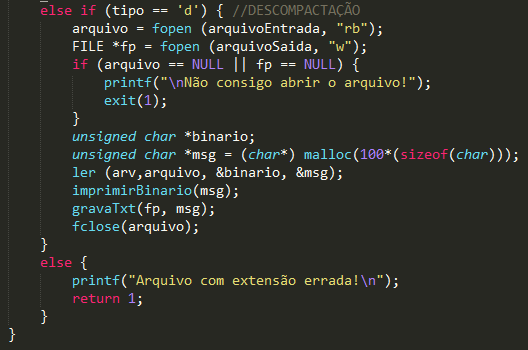 else if (tipo == 'd') { //DESCOMPACTAÇÃO
arquivo = fopen (arquivoEntrada, "rb");
FILE *fp = fopen (arquivoSaida, "w");
if (arquivo == NULL || fp == NULL) {
printf("\nNão consigo abrir o arquivo!");
exit(1);
}
unsigned char *binario;
unsigned char *msg = (char*) malloc(100*(sizeof(char)));
ler (arv,arquivo, &binario, &msg);
imprimirBinario(msg);
gravaTxt(fp, msg);
fclose(arquivo);
}
else {
printf("Arquivo com extensão errada!\n");
return 1;
}
}